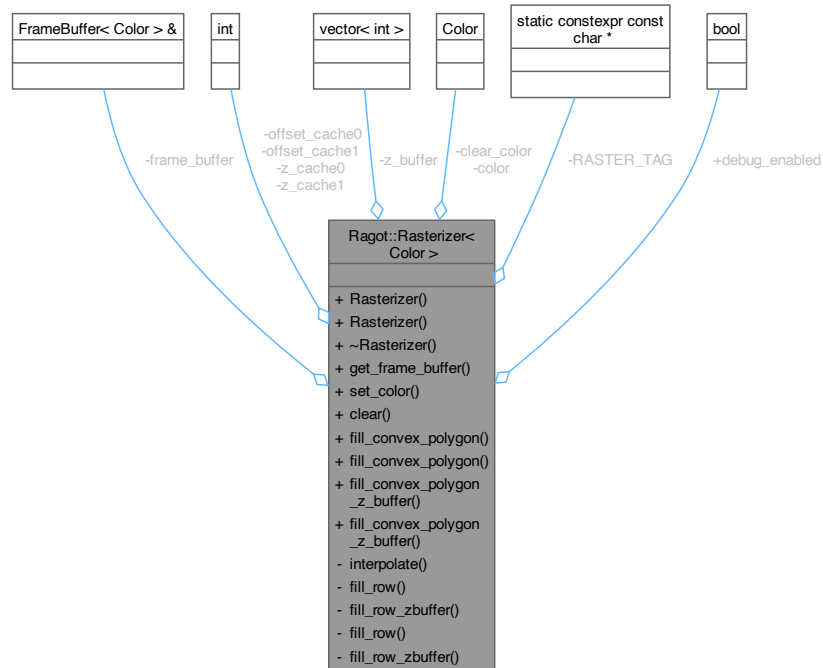 FrameBuffer< Color > &
int
vector< int >
Color
static constexpr const
char *
bool
-frame_buffer
-offset_cache0
-offset_cache1
-z_cache0
-z_cache1
-z_buffer
-clear_color
-color
-RASTER_TAG
+debug_enabled
Ragot::Rasterizer<
Color >
+ Rasterizer()
+ Rasterizer()
+ ~Rasterizer()
+ get_frame_buffer()
+ set_color()
+ clear()
+ fill_convex_polygon()
+ fill_convex_polygon()
+ fill_convex_polygon
_z_buffer()
+ fill_convex_polygon
_z_buffer()
- interpolate()
- fill_row()
- fill_row_zbuffer()
- fill_row()
- fill_row_zbuffer()